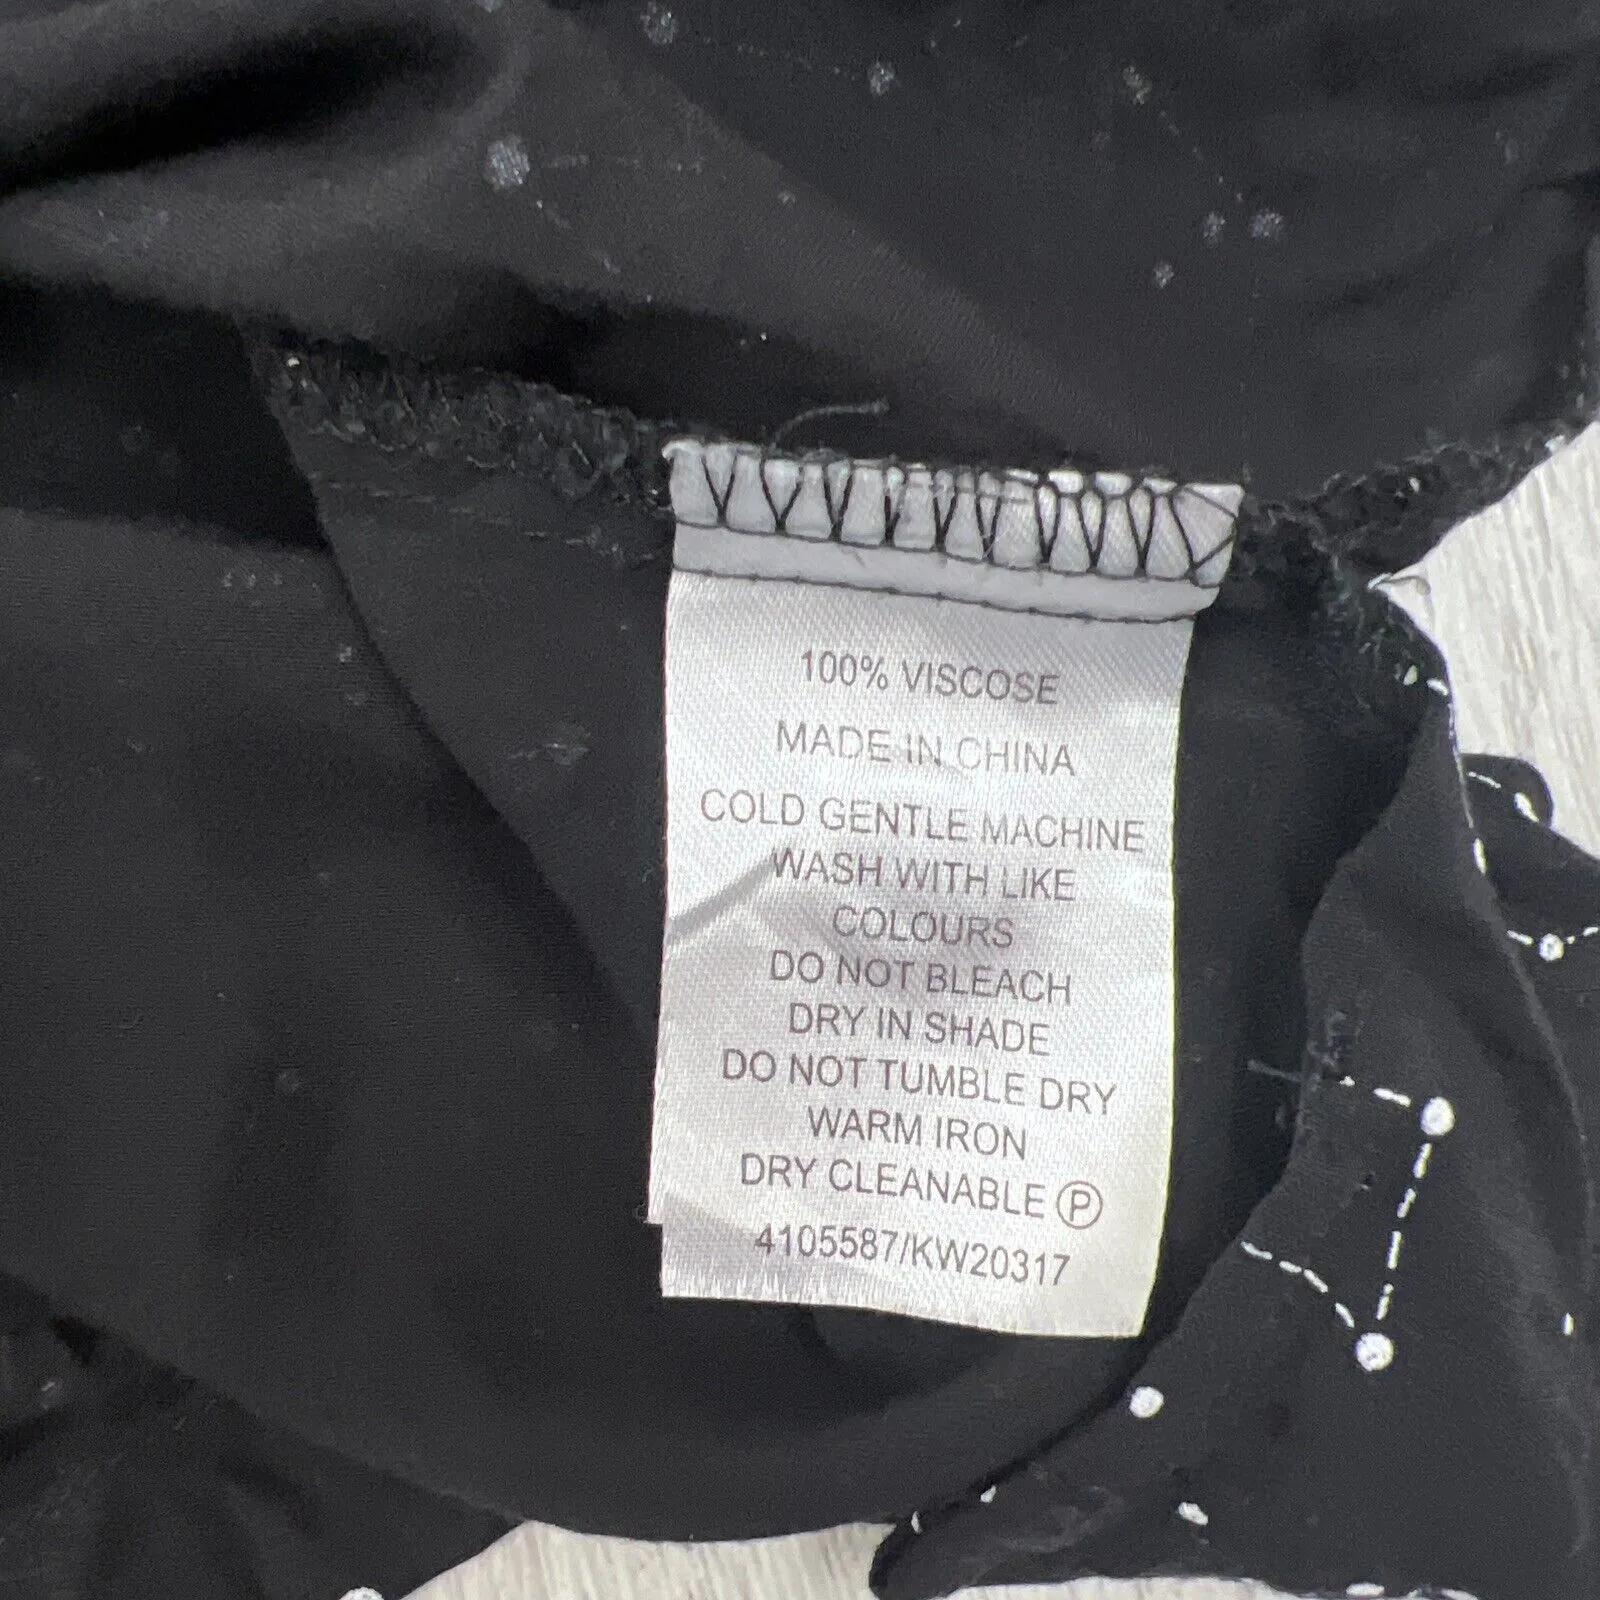 100% VISCOSE
MADE IN CHINA
COLD GENTLE MACHINE
WASH WITH LIKE
COLOURS
DO NOT BLEACH
DRY IN SHADE
DO NOT TUMBLE DRY
WARM IRON
DRY CLEANABLE Ⓟ
4105587/KW20317